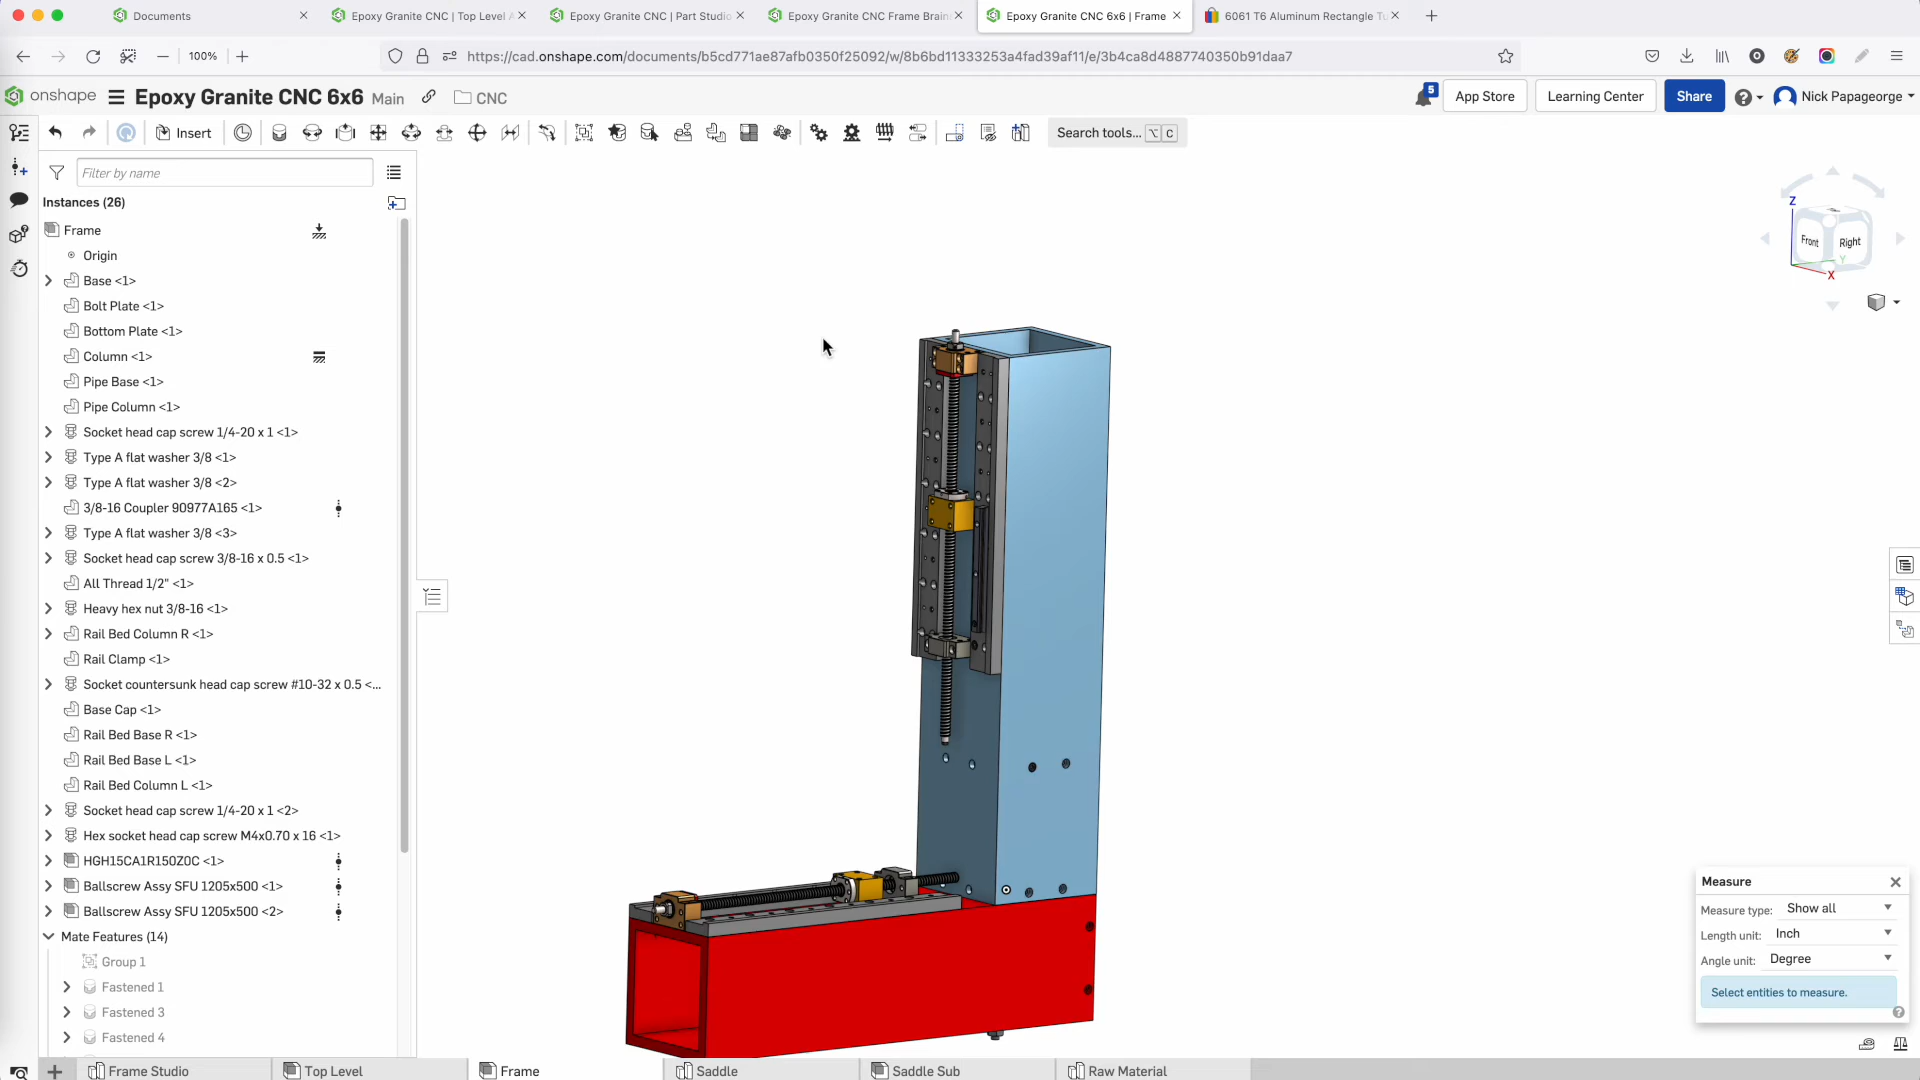 Documents
Epoxy Granite CNC | Top Level A
Epoxy Granite CNC | Part Studio
Epoxy Granite CNC Frame Brain
Epoxy Granite CNC 6x6 | Frame
6061 T6 Aluminum Rectangle Tu
100%
https://cad.onshape.com/documents/b5cd771ae87afb0350f25092/w/8b6bd11333253a4fad39af11/e/3b4ca8d4887740350b91daa7
onshape
Epoxy Granite CNC 6x6
Main
CNC
5
App Store
Learning Center
Share
Nick Papageorge
Insert
Search tools...
C
Filter by name
Instances (26)
Frame
Origin
Base <1>
Bolt Plate <1>
Bottom Plate <1>
Column <1>
Pipe Base <1>
Pipe Column <1>
Socket head cap screw 1/4-20 x 1 <1>
Type A flat washer 3/8 <1>
Type A flat washer 3/8 <2>
3/8-16 Coupler 90977A165 <1>
Type A flat washer 3/8 <3>
Socket head cap screw 3/8-16 x 0.5 <1>
All Thread 1/2" <1>
Heavy hex nut 3/8-16 <1>
Rail Bed Column R <1>
Rail Clamp <1>
Socket countersunk head cap screw #10-32 x 0.5 <...
Base Cap <1>
Rail Bed Base R <1>
Rail Bed Base L <1>
Rail Bed Column L <1>
Socket head cap screw 1/4-20 x 1 <2>
Hex socket head cap screw M4x0.70 x 16 <1>
HGH15CA1R150Z0C <1>
Ballscrew Assy SFU 1205x500 <1>
Ballscrew Assy SFU 1205x500 <2>
Mate Features (14)
Group 1
Fastened 1
Fastened 3
Fastened 4
Z
Front
Right
Y
X
Measure
Measure type: Show all
Length unit: Inch
Angle unit: Degree
Select entities to measure.
Frame Studio
Top Level
Frame
Saddle
Saddle Sub
Raw Material